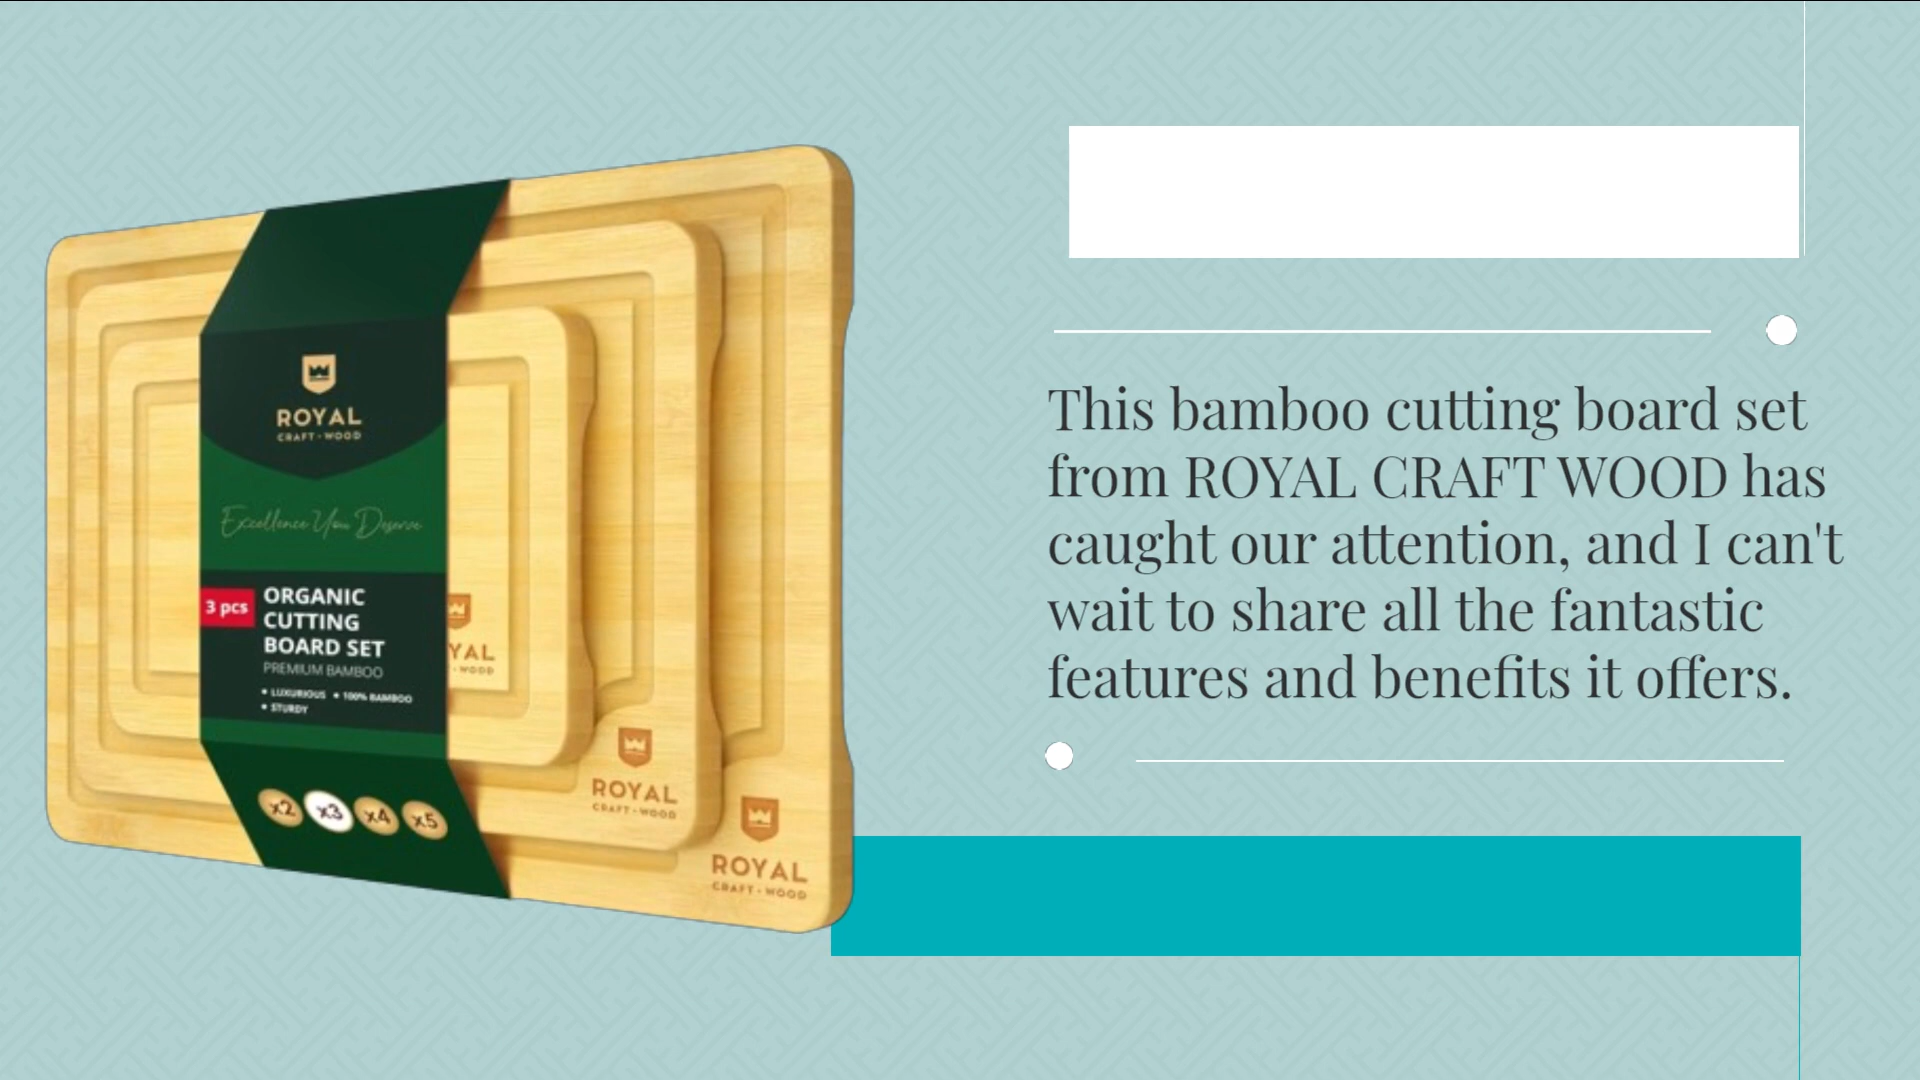 ROYAL
CRAFT · WOOD
Excellence You Deserve
3 pcs
ORGANIC
CUTTING
BOARD SET
PREMIUM BAMBOO
• LUXURIOUS • 100% BAMBOO
• STURDY
x2 x3 x4 x5
YAL
· WOOD
ROYAL
CRAFT · WOOD
ROYAL
CRAFT · WOOD
This bamboo cutting board set
from ROYAL CRAFT WOOD has
caught our attention, and I can't
wait to share all the fantastic
features and benefits it offers.